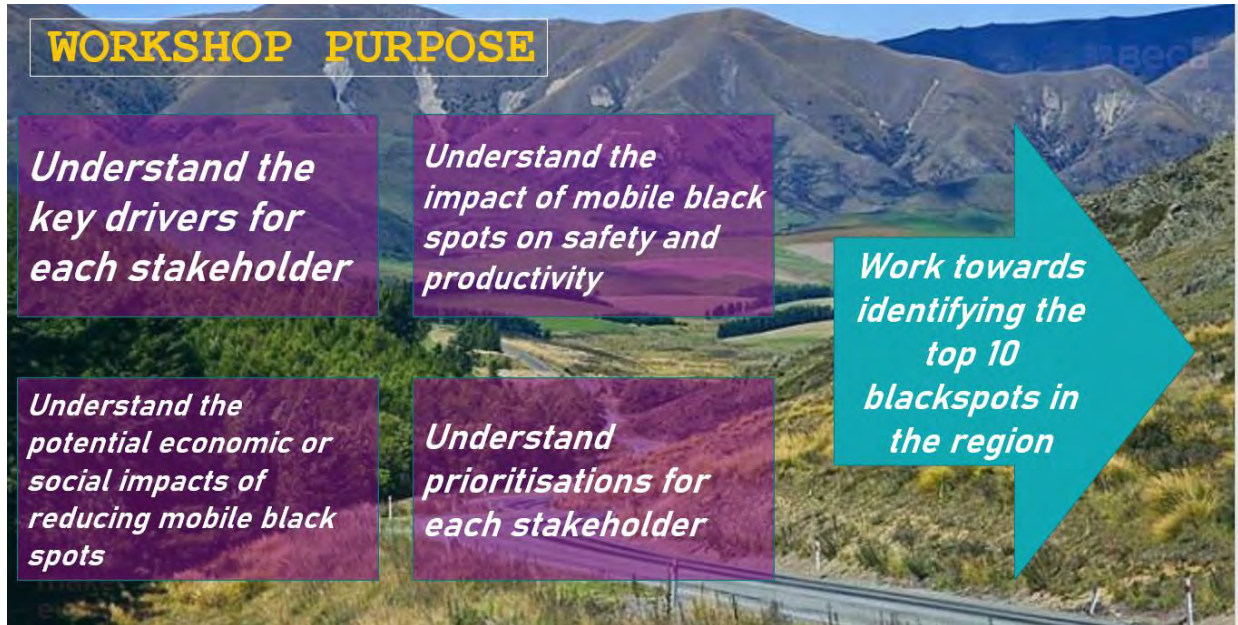 WORKSHOP PURPOSE
Understand the
key drivers for
each stakeholder
Understand the
impact of mobile black
spots on safety and
productivity
Understand the
potential economic or
social impacts of
reducing mobile black
spots
Understand
prioritisations for
each stakeholder
Work towards
identifying the
top 10
blackspots in
the region
Beca